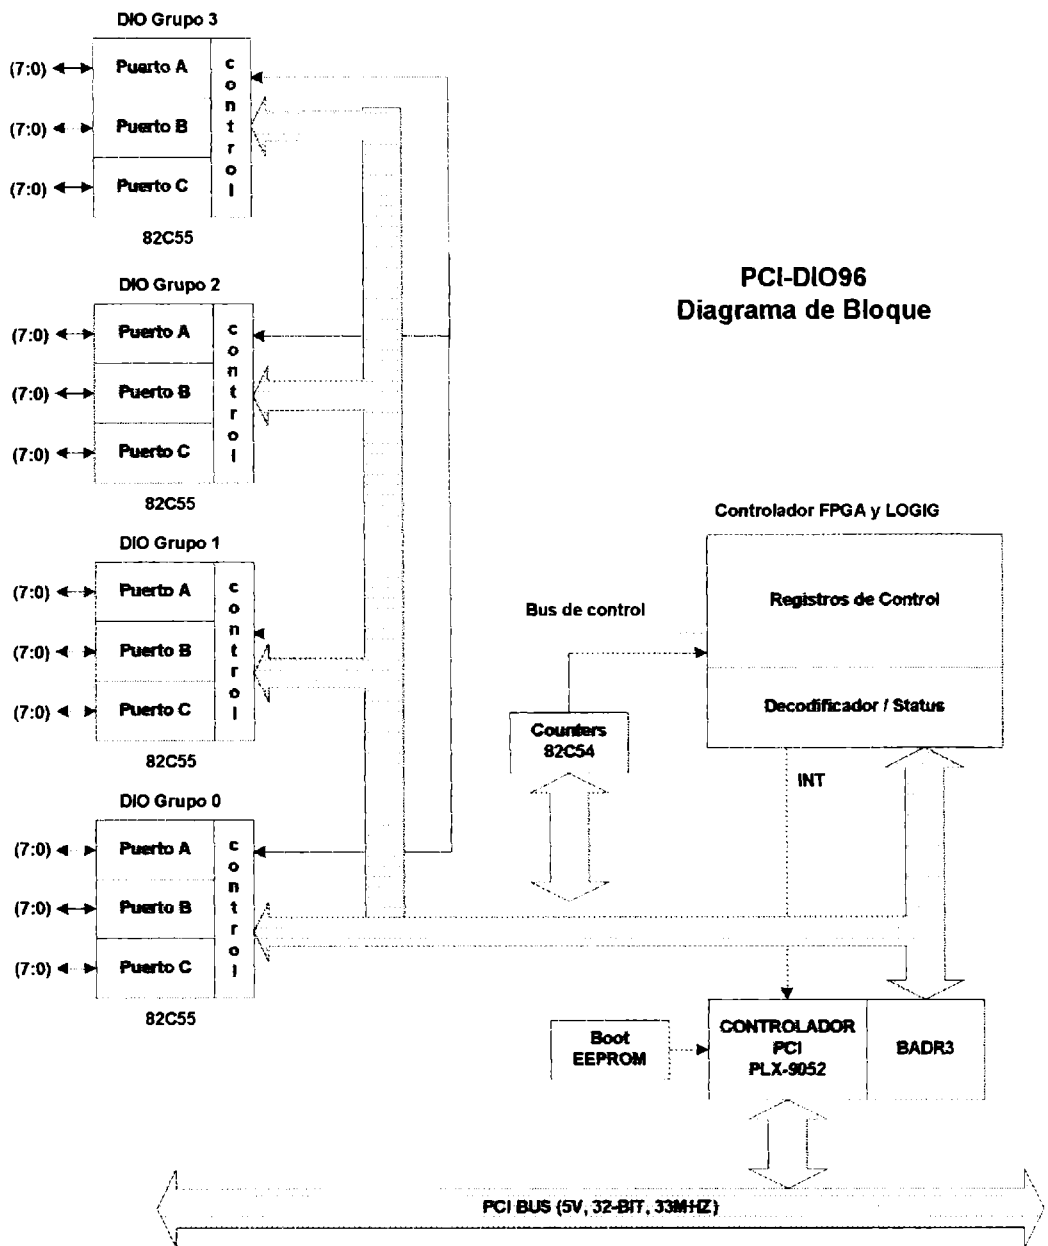 DIO Grupo 3
(7:0)
Puerto A
(7:0)
Puerto B
(7:0)
Puerto C
control
82C55
DIO Grupo 2
(7:0)
Puerto A
(7:0)
Puerto B
(7:0)
Puerto C
control
82C55
PCI-DIO96
Diagrama de Bloque
DIO Grupo 1
(7:0)
Puerto A
(7:0)
Puerto B
(7:0)
Puerto C
control
82C55
DIO Grupo 0
(7:0)
Puerto A
(7:0)
Puerto B
(7:0)
Puerto C
control
82C55
Controlador FPGA y LOGIG
Registros de Control
Decodificador / Status
Bus de control
Counters
82C54
INT
Boot
EEPROM
CONTROLADOR
PCI
PLX-9052
BADR3
PCI BUS (5V, 32-BIT, 33MHZ)